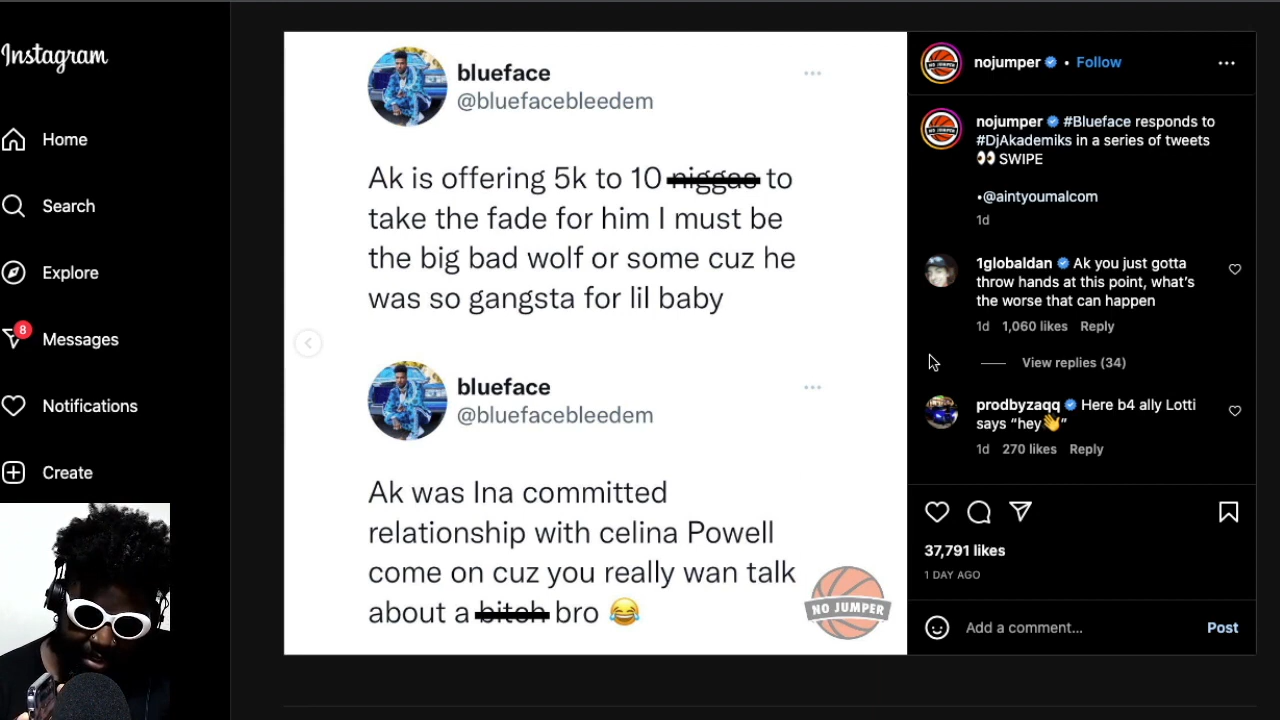 Instagram
Home
Search
Explore
8
Messages
Notifications
Create
blueface
@bluefacebleedem
Ak is offering 5k to 10 niggas to
take the fade for him I must be
the big bad wolf or some cuz he
was so gangsta for lil baby
blueface
@bluefacebleedem
Ak was Ina committed
relationship with celina Powell
come on cuz you really wan talk
about a bitch bro 😂
NO JUMPER
nojumper • Follow
nojumper #Blueface responds to
#DjAkademiks in a series of tweets
👀 SWIPE
•@aintyoumalcom
1d
1globaldan Ak you just gotta
throw hands at this point, what's
the worse that can happen
1d 1,060 likes Reply
View replies (34)
prodbyzaqq Here b4 ally Lotti
says “hey👋”
1d 270 likes Reply
37,791 likes
1 DAY AGO
Add a comment... Post